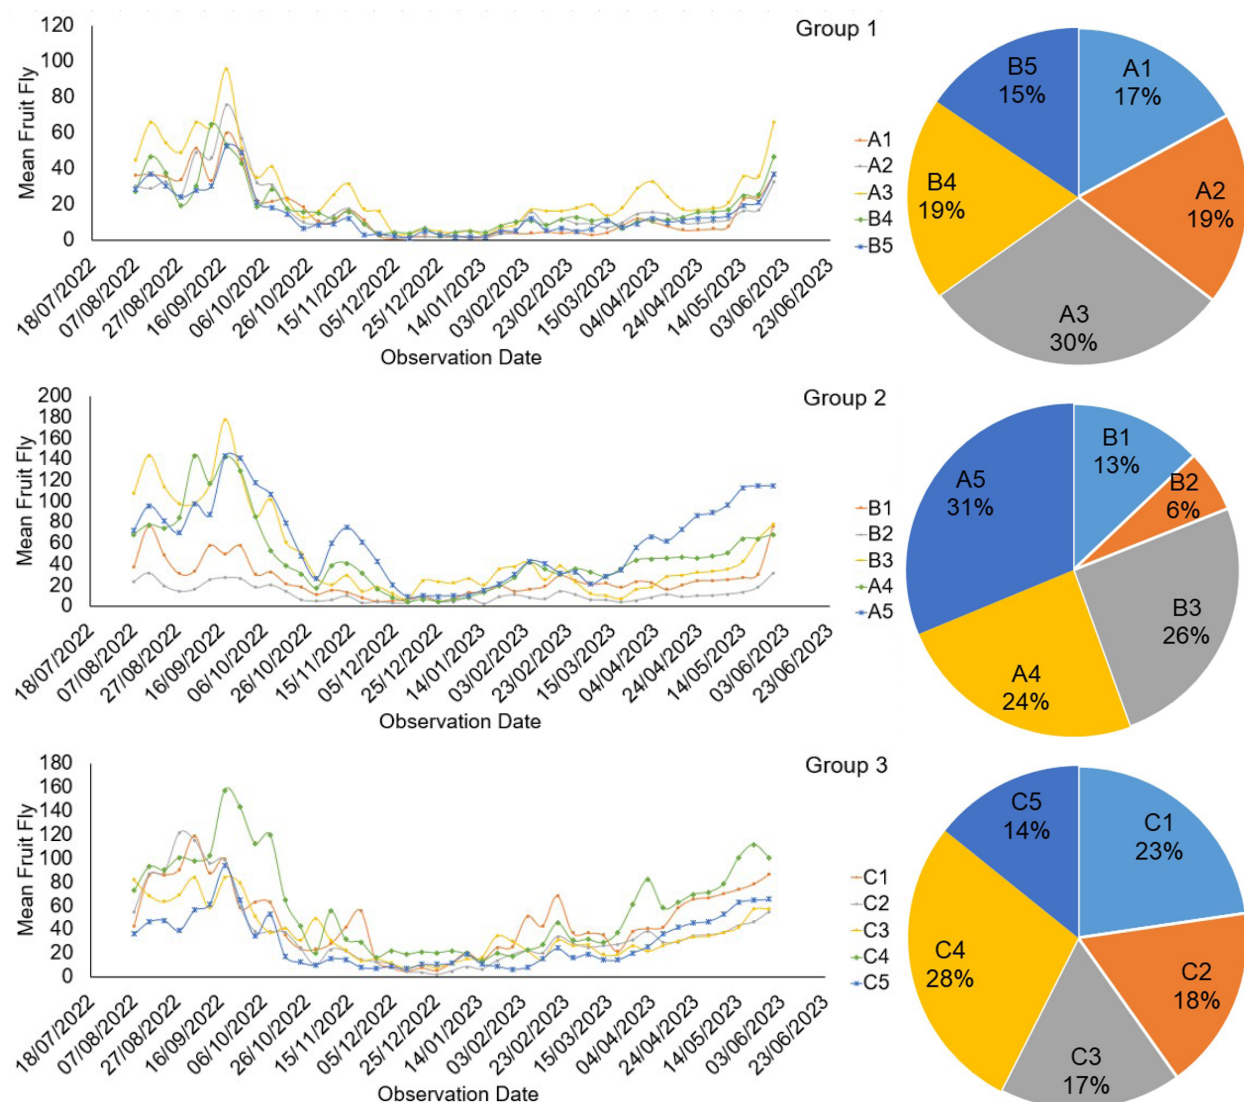 Group 1
Mean Fruit Fly
120
100
80
60
40
20
0
18/07/2022
07/08/2022
27/08/2022
16/09/2022
06/10/2022
26/10/2022
15/11/2022
05/12/2022
25/12/2022
14/01/2023
03/02/2023
23/02/2023
15/03/2023
04/04/2023
24/04/2023
14/05/2023
03/06/2023
23/06/2023
Observation Date
A1
A2
A3
B4
B5
B5
15%
A1
17%
B4
19%
A2
19%
A3
30%
Group 2
Mean Fruit Fly
200
180
160
140
120
100
80
60
40
20
0
18/07/2022
07/08/2022
27/08/2022
16/09/2022
06/10/2022
26/10/2022
15/11/2022
05/12/2022
25/12/2022
14/01/2023
03/02/2023
23/02/2023
15/03/2023
04/04/2023
24/04/2023
14/05/2023
03/06/2023
23/06/2023
Observation Date
B1
B2
B3
A4
A5
B1
13%
B2
6%
A5
31%
B3
26%
A4
24%
Group 3
Mean Fruit Fly
180
160
140
120
100
80
60
40
20
0
18/07/2022
07/08/2022
27/08/2022
16/09/2022
06/10/2022
26/10/2022
15/11/2022
05/12/2022
25/12/2022
14/01/2023
03/02/2023
23/02/2023
15/03/2023
04/04/2023
24/04/2023
14/05/2023
03/06/2023
23/06/2023
Observation Date
C1
C2
C3
C4
C5
C5
14%
C1
23%
C4
28%
C2
18%
C3
17%